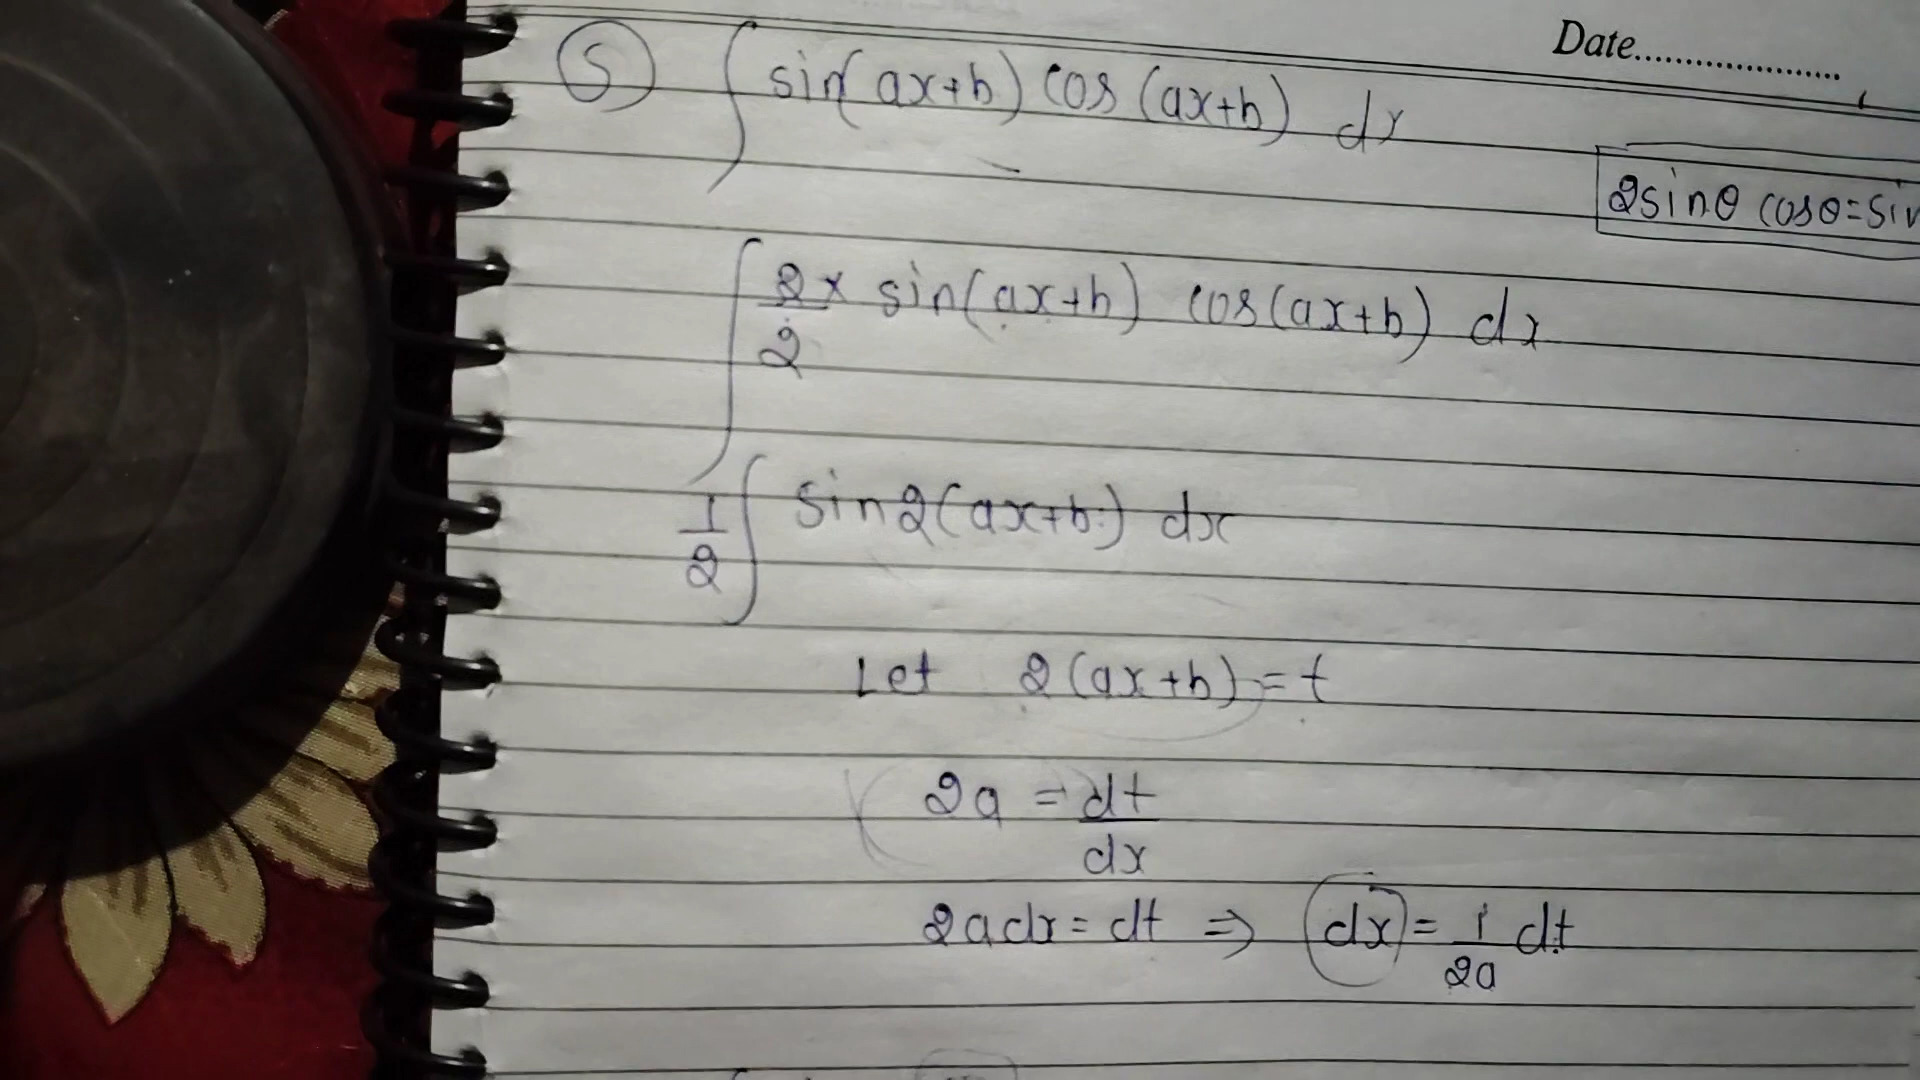 Date.....................
⑤ ∫ sin(ax+b) cos(ax+b) dx
2sinθ cosθ=sin
∫ 2/2 × sin(ax+b) cos(ax+b) dx
1/2 ∫ sin2(ax+b) dx
Let 2(ax+b)=t
2a = dt/dx
2adx = dt ⇒ dx = 1/2a dt